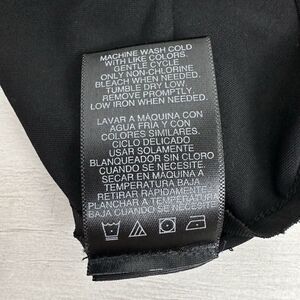 MACHINE WASH COLD
WITH LIKE COLORS.
GENTLE CYCLE
ONLY NON-CHLORINE
BLEACH WHEN NEEDED.
TUMBLE DRY LOW
REMOVE PROMPTLY.
LOW IRON WHEN NEEDED.
LAVAR A MÁQUINA CON
AGUA FRÍA Y CON
COLORES SIMILARES.
CICLO DELICADO
USAR SOLAMENTE
BLANQUEADOR SIN CLORO
CUANDO SE NECESITE.
SECAR EN MÁQUINA A
TEMPERATURA BAJA
RETIRAR RÁPIDAMENTE
PLANCHAR A TEMPERATURA
BAJA CUANDO SE NECESITE.